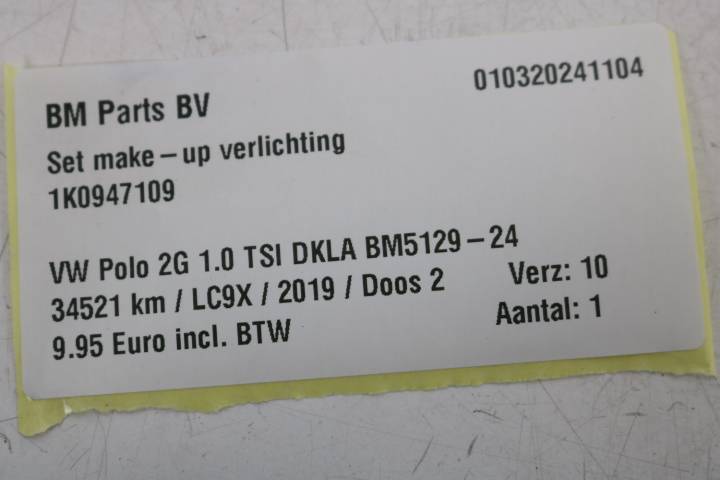 BM Parts BV 010320241104
Set make-up verlichting
1K0947109
VW Polo 2G 1.0 TSI DKLA BM5129-24
34521 km / LC9X / 2019 / Doos 2 Verz: 10
9.95 Euro incl. BTW Aantal: 1